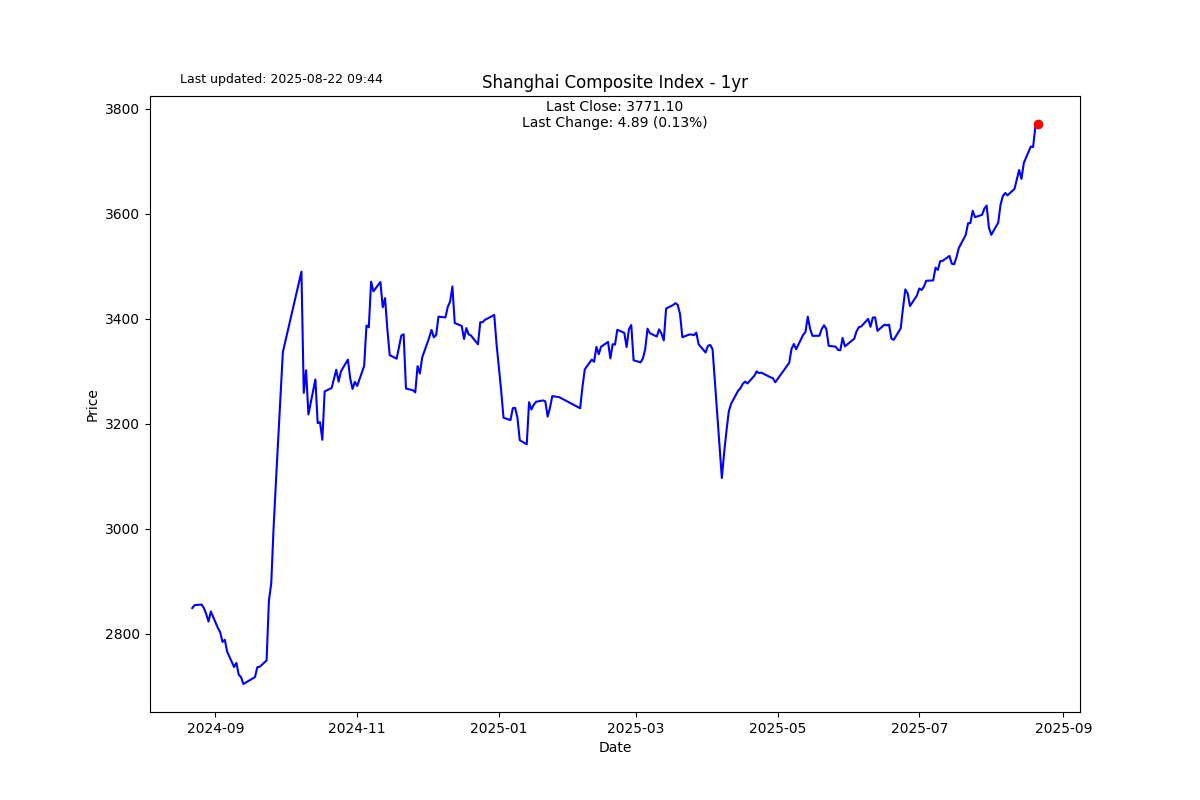 Last updated: 2025-08-22 09:44
Shanghai Composite Index - 1yr
Last Close: 3771.10
Last Change: 4.89 (0.13%)
3800
3600
3400
3200
3000
2800
Price
2024-09
2024-11
2025-01
2025-03
2025-05
2025-07
2025-09
Date